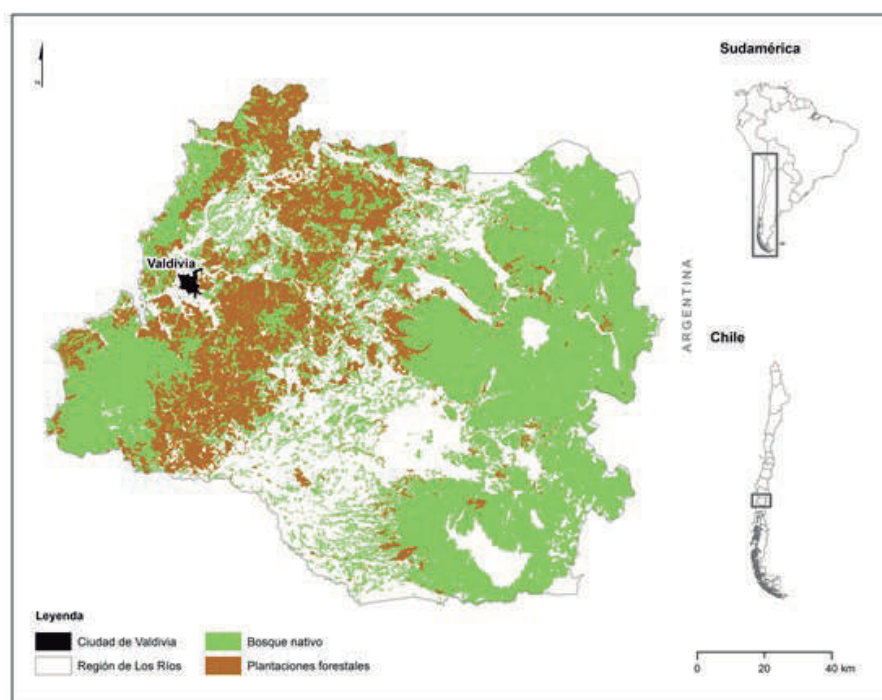 Sudamérica
Valdivia
ARGENTINA
Chile
Leyenda
Ciudad de Valdivia
Bosque nativo
Región de Los Ríos
Plantaciones forestales
0 20 40 km